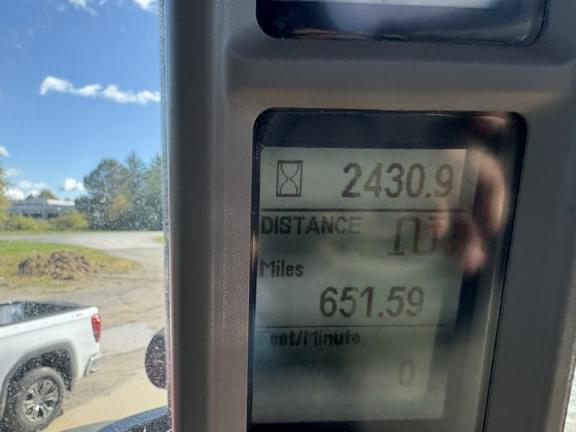 2430.9
DISTANCE
Miles
651.59
Feet/Minute
0